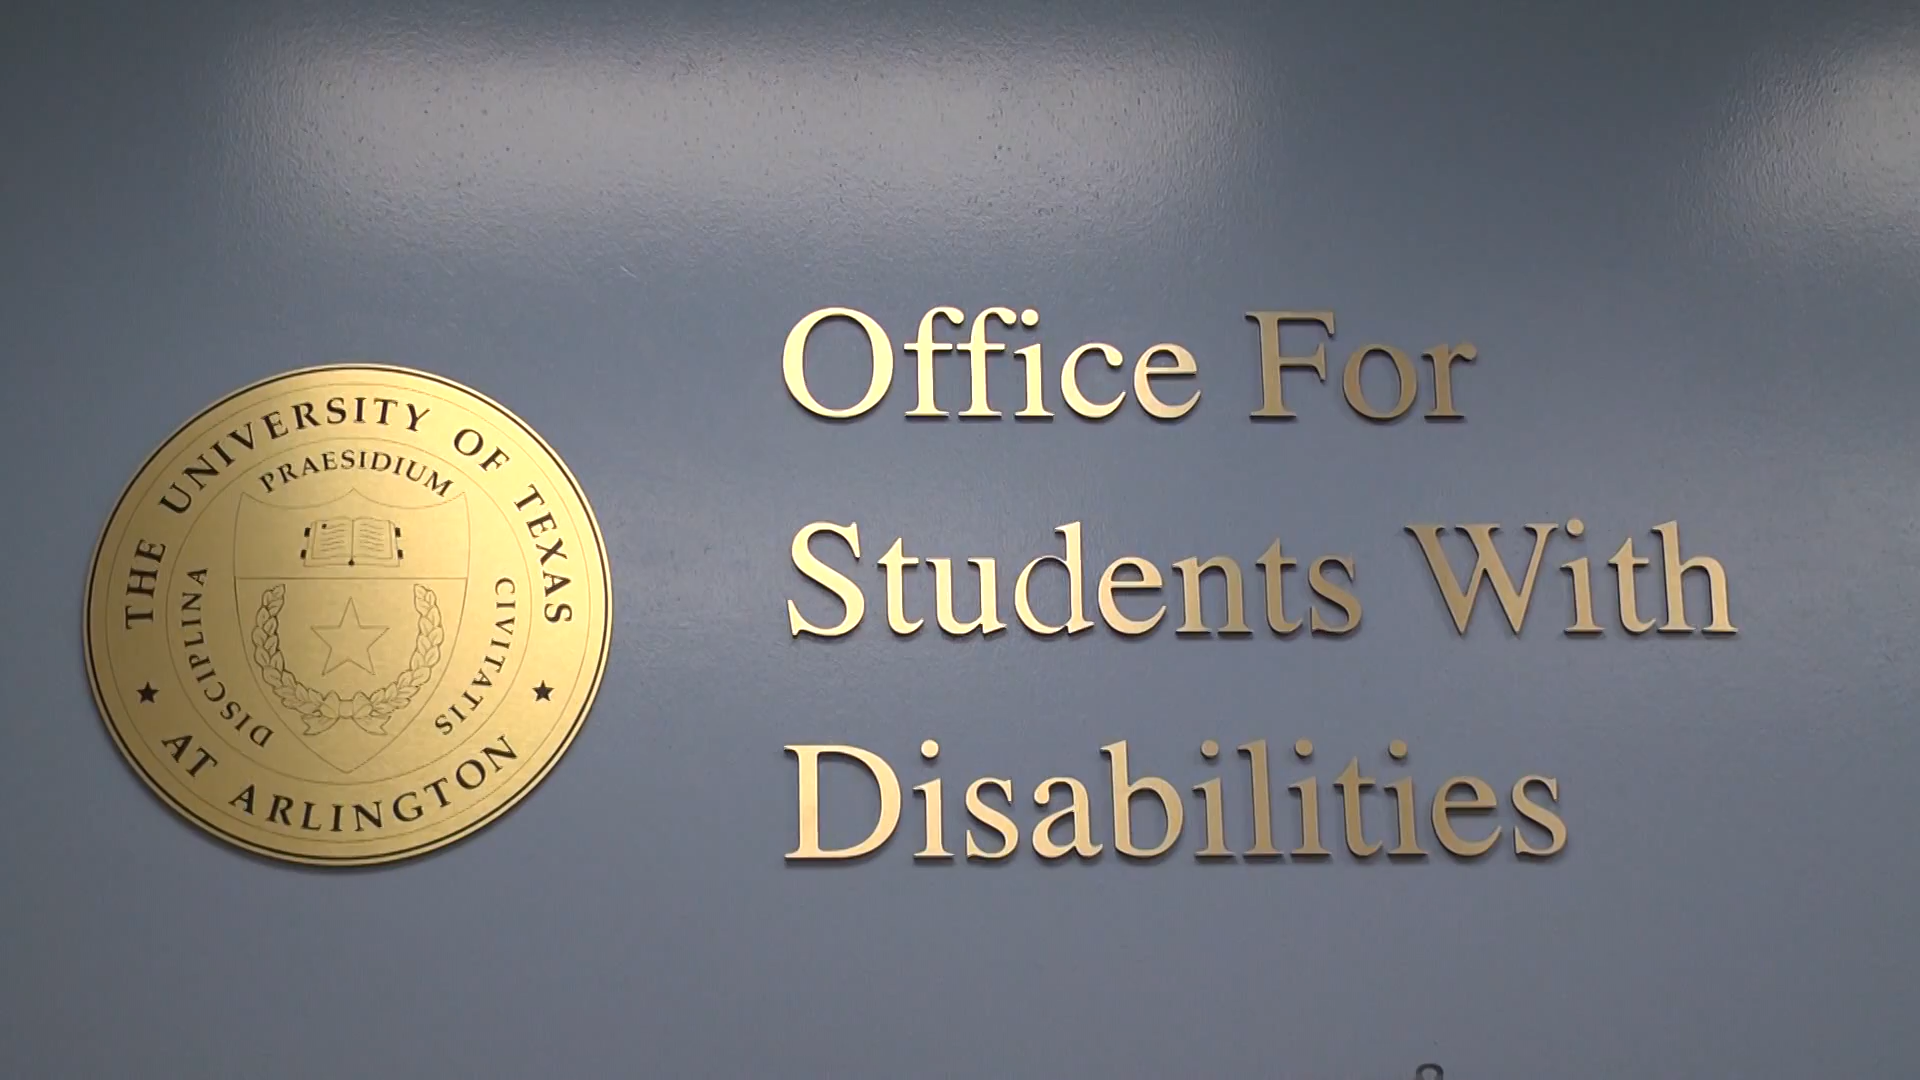 THE UNIVERSITY OF TEXAS
AT ARLINGTON
DISCIPLINA PRAESIDIUM CIVITATIS
Office For
Students With
Disabilities